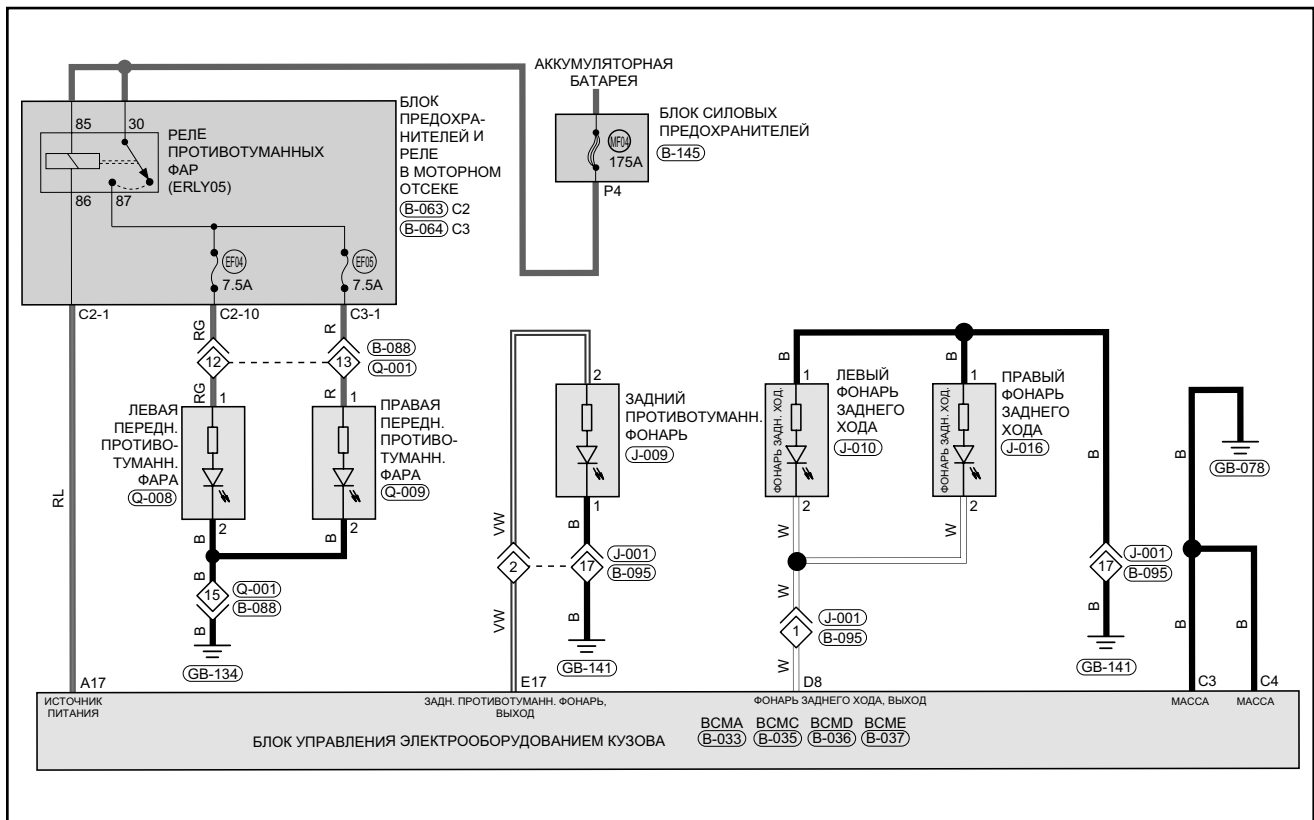 АККУМУЛЯТОРНАЯ
БАТАРЕЯ
БЛОК СИЛОВЫХ
ПРЕДОХРАНИТЕЛЕЙ
B-145
MF04
175A
P4
БЛОК
ПРЕДОХРА-
НИТЕЛЕЙ И
РЕЛЕ
В МОТОРНОМ
ОТСЕКЕ
B-063 C2
B-064 C3
85
30
РЕЛЕ
ПРОТИВОТУМАННЫХ
ФАР
(ERLY05)
86
87
EF04
7.5A
EF05
7.5A
C2-1
C2-10
C3-1
RG
R
12
13
B-088
Q-001
RG
R
1
1
ЛЕВАЯ
ПЕРЕДН.
ПРОТИВО-
ТУМАНН.
ФАРА
Q-008
ПРАВАЯ
ПЕРЕДН.
ПРОТИВО-
ТУМАНН.
ФАРА
Q-009
2
2
B
B
B
15
Q-001
B-088
B
GB-134
RL
A17
2
ЗАДНИЙ
ПРОТИВОТУМАНН.
ФОНАРЬ
J-009
1
VW
B
2
17
J-001
B-095
VW
B
GB-141
E17
B
B
1
1
ФОНАРЬ ЗАДН. ХОД.
ЛЕВЫЙ
ФОНАРЬ
ЗАДНЕГО
ХОДА
J-010
ФОНАРЬ ЗАДН. ХОД.
ПРАВЫЙ
ФОНАРЬ
ЗАДНЕГО
ХОДА
J-016
2
2
W
W
W
1
J-001
B-095
W
D8
B
17
J-001
B-095
B
GB-141
B
GB-078
B
B
C3
C4
ИСТОЧНИК
ПИТАНИЯ
ЗАДН. ПРОТИВОТУМАНН. ФОНАРЬ,
ВЫХОД
ФОНАРЬ ЗАДНЕГО ХОДА, ВЫХОД
МАССА
МАССА
БЛОК УПРАВЛЕНИЯ ЭЛЕКТРООБОРУДОВАНИЕМ КУЗОВА
BCMA BCMC BCMD BCME
B-033 B-035 B-036 B-037